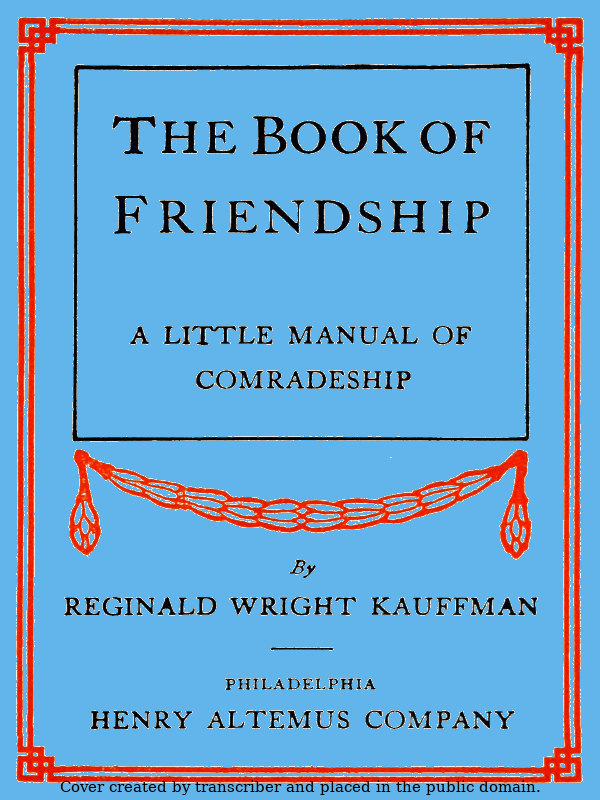 THE BOOK OF
FRIENDSHIP
A LITTLE MANUAL OF
COMRADESHIP
By
REGINALD WRIGHT KAUFFMAN
PHILADELPHIA
HENRY ALTEMUS COMPANY
Cover created by transcriber and placed in the public domain.